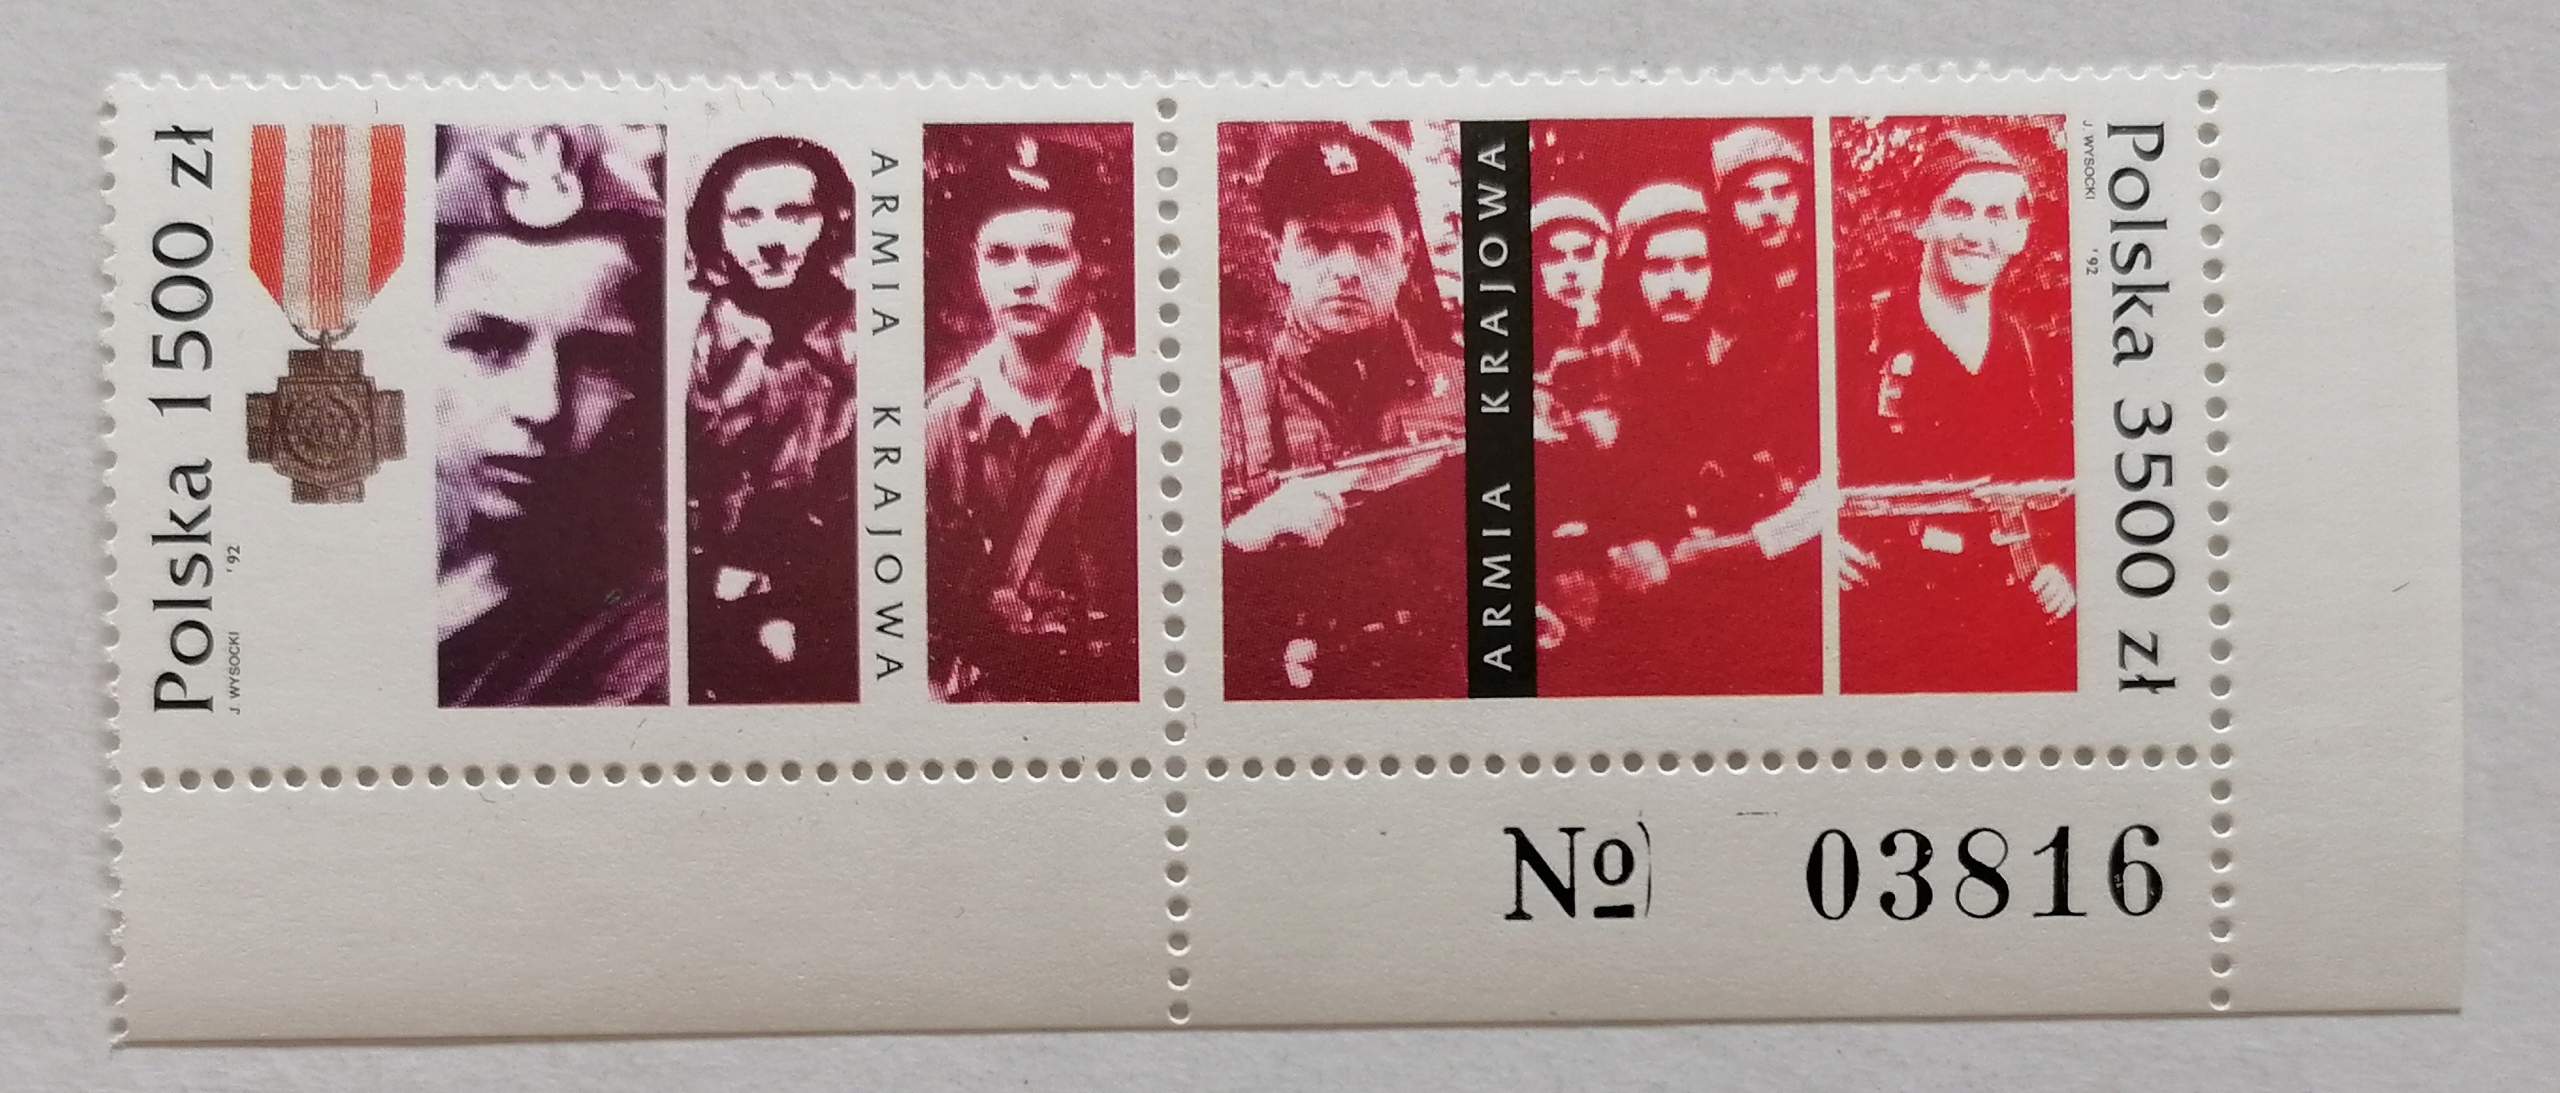 Polska 1500 zł
J. WYSOCKI '92
ARMIA KRAJOWA
ARMIA KRAJOWA
J. WYSOCKI '92
Polska 3500 zł
No 03816